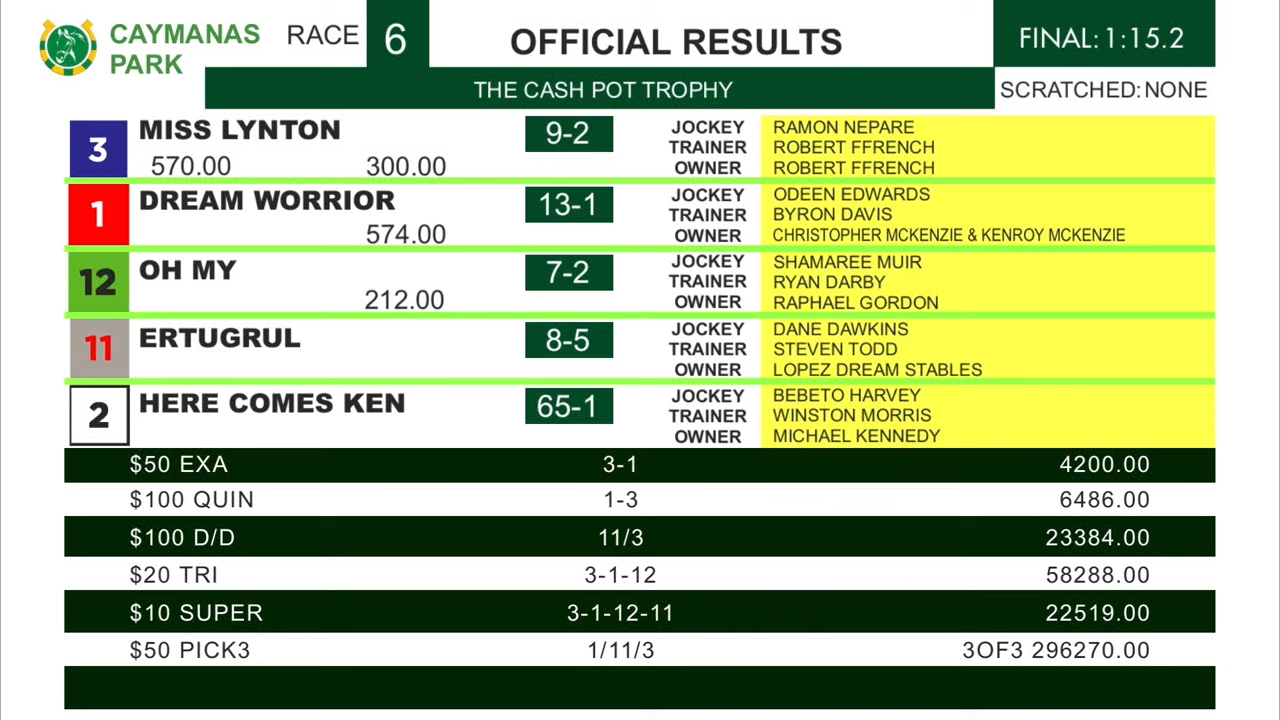 CAYMANAS PARK RACE 6 OFFICIAL RESULTS FINAL: 1:15.2
THE CASH POT TROPHY SCRATCHED: NONE
3 MISS LYNTON 9-2 JOCKEY RAMON NEPARE
TRAINER ROBERT FFRENCH
570.00 300.00 OWNER ROBERT FFRENCH
1 DREAM WORRIOR 13-1 JOCKEY ODEEN EDWARDS
TRAINER BYRON DAVIS
574.00 OWNER CHRISTOPHER MCKENZIE & KENROY MCKENZIE
12 OH MY 7-2 JOCKEY SHAMAREE MUIR
TRAINER RYAN DARBY
212.00 OWNER RAPHAEL GORDON
11 ERTUGRUL 8-5 JOCKEY DANE DAWKINS
TRAINER STEVEN TODD
OWNER LOPEZ DREAM STABLES
2 HERE COMES KEN 65-1 JOCKEY BEBETO HARVEY
TRAINER WINSTON MORRIS
OWNER MICHAEL KENNEDY
$50 EXA 3-1 4200.00
$100 QUIN 1-3 6486.00
$100 D/D 11/3 23384.00
$20 TRI 3-1-12 58288.00
$10 SUPER 3-1-12-11 22519.00
$50 PICK3 1/11/3 3OF3 296270.00